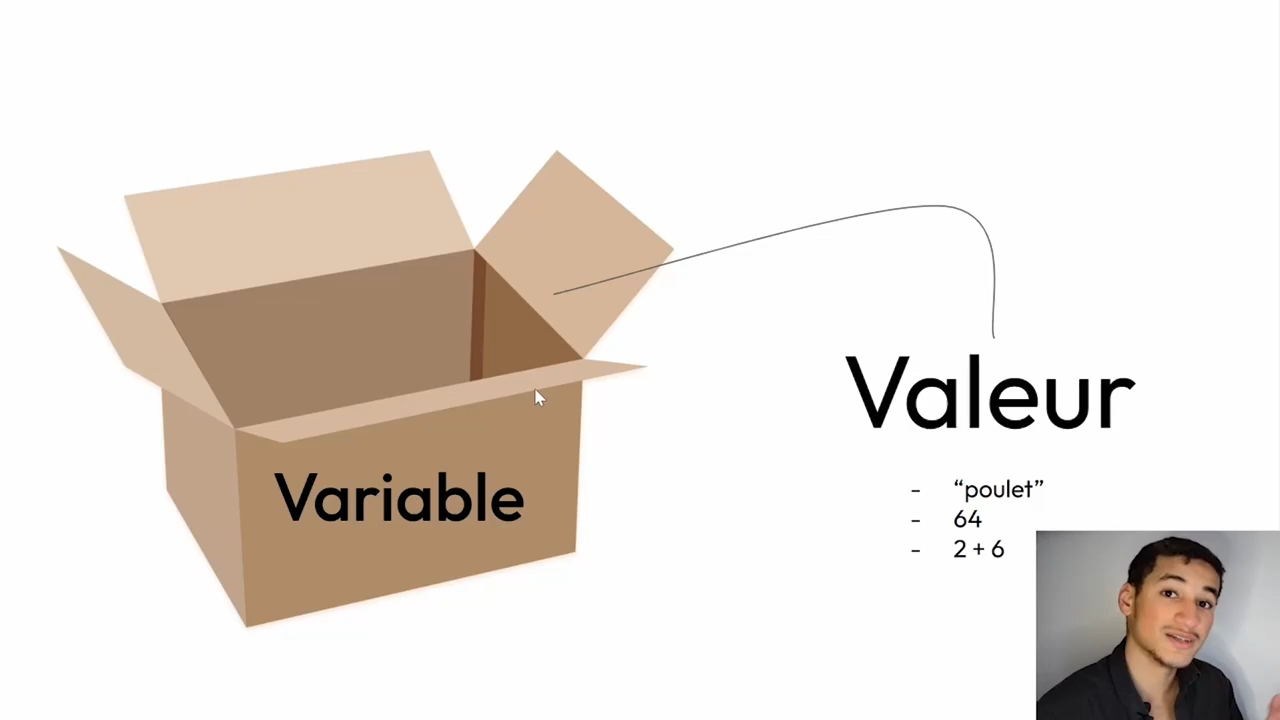 Valeur
Variable
- “poulet”
- 64
- 2 + 6